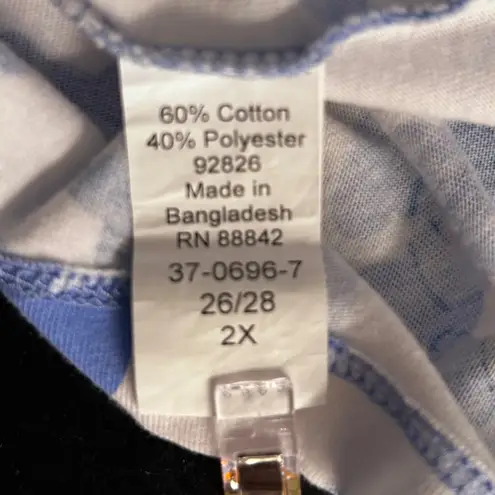 60% Cotton
40% Polyester
92826
Made in
Bangladesh
RN 88842
37-0696-7
26/28
2X